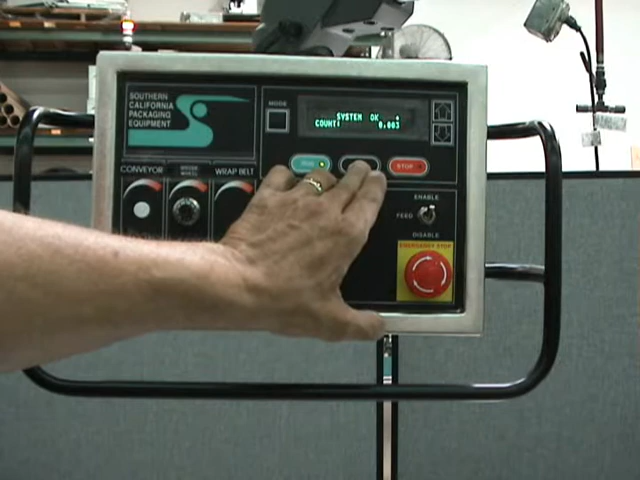 SOUTHERN
CALIFORNIA
PACKAGING
EQUIPMENT
MODE
SYSTEM OK
COUNT: 0.003
STOP
CONVEYOR
WRAP BELT
ENABLE
FEED
DISABLE
EMERGENCY STOP